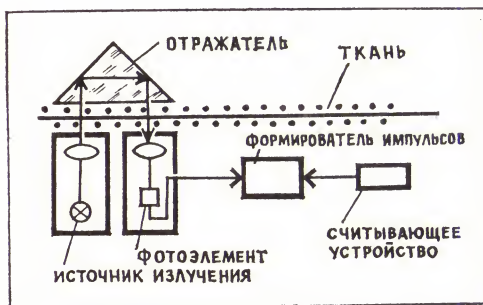 ОТРАЖАТЕЛЬ
ТКАНЬ
ФОРМИРОВАТЕЛЬ ИМПУЛЬСОВ
СЧИТЫВАЮЩЕЕ
УСТРОЙСТВО
ФОТОЭЛЕМЕНТ
ИСТОЧНИК ИЗЛУЧЕНИЯ